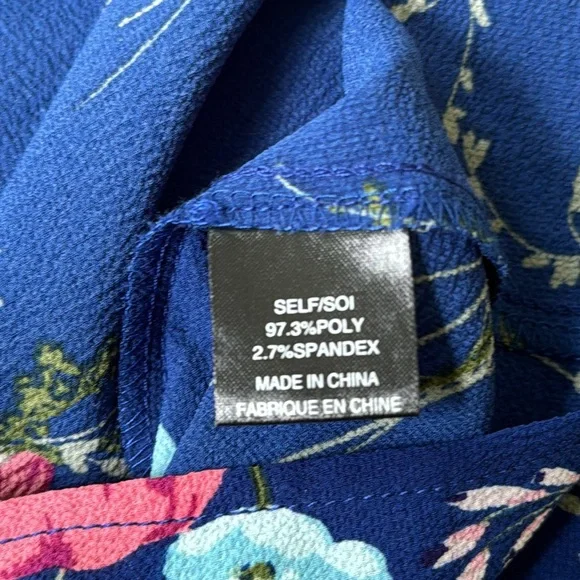 SELF/SOI
97.3%POLY
2.7%SPANDEX
MADE IN CHINA
FABRIQUE EN CHINE